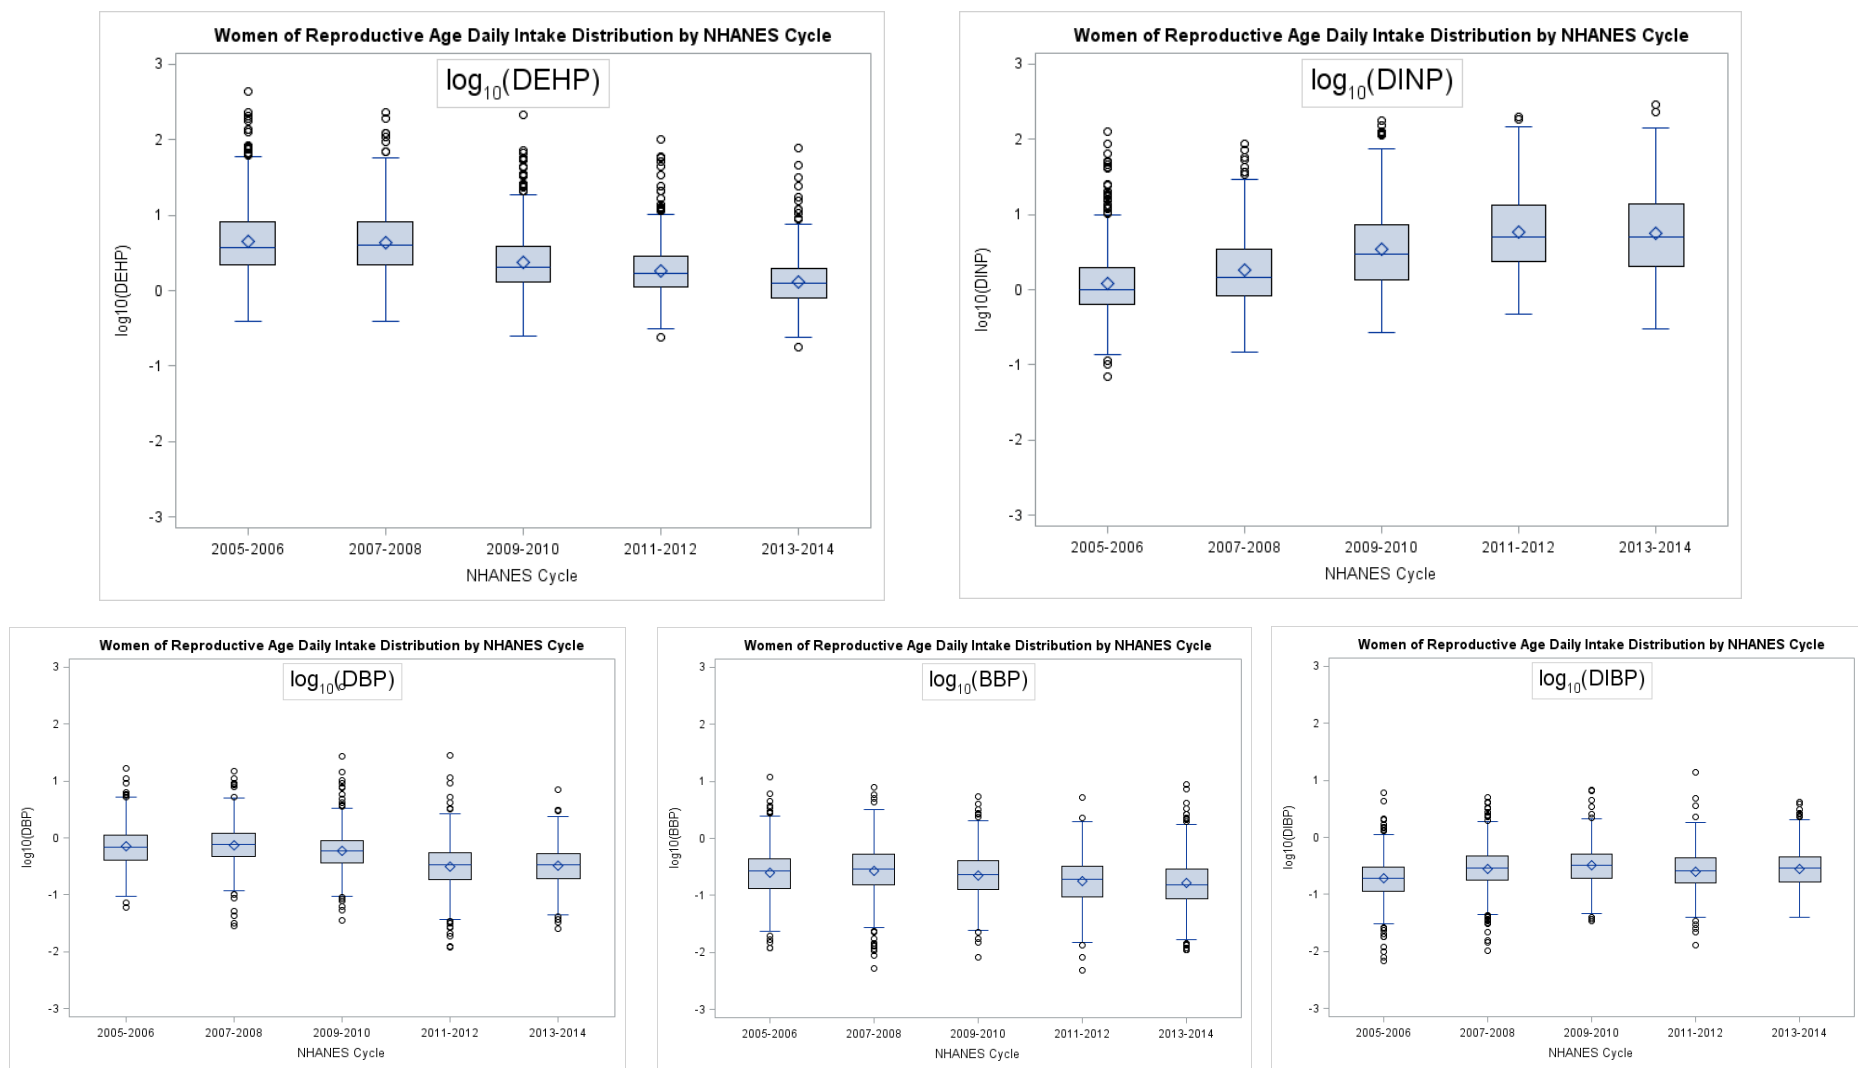 Women of Reproductive Age Daily Intake Distribution by NHANES Cycle
log10(DEHP)
3
2
1
0
-1
-2
-3
log10(DEHP)
2005-2006 2007-2008 2009-2010 2011-2012 2013-2014
NHANES Cycle
Women of Reproductive Age Daily Intake Distribution by NHANES Cycle
log10(DINP)
3
2
1
0
-1
-2
-3
log10(DINP)
2005-2006 2007-2008 2009-2010 2011-2012 2013-2014
NHANES Cycle
Women of Reproductive Age Daily Intake Distribution by NHANES Cycle
log10(DBP)
3
2
1
0
-1
-2
-3
log10(DBP)
2005-2006 2007-2008 2009-2010 2011-2012 2013-2014
NHANES Cycle
Women of Reproductive Age Daily Intake Distribution by NHANES Cycle
log10(BBP)
3
2
1
0
-1
-2
-3
log10(BBP)
2005-2006 2007-2008 2009-2010 2011-2012 2013-2014
NHANES Cycle
Women of Reproductive Age Daily Intake Distribution by NHANES Cycle
log10(DIBP)
3
2
1
0
-1
-2
-3
log10(DIBP)
2005-2006 2007-2008 2009-2010 2011-2012 2013-2014
NHANES Cycle